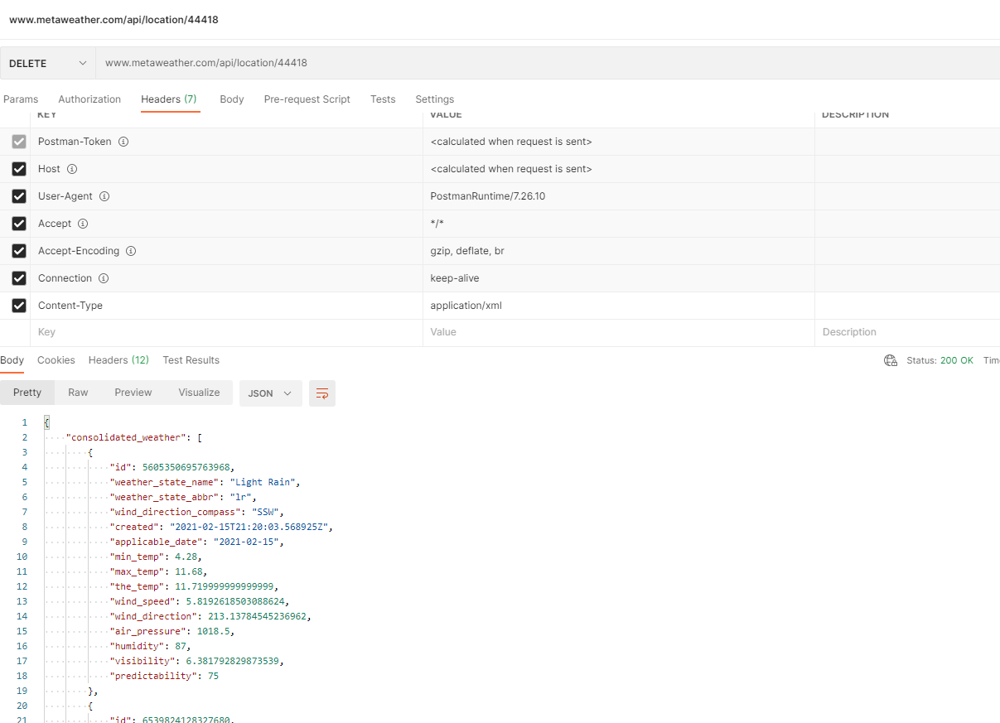 www.metaweather.com/api/location/44418
DELETE www.metaweather.com/api/location/44418
Params Authorization Headers (7) Body Pre-request Script Tests Settings
KEY VALUE DESCRIPTION
Postman-Token <calculated when request is sent>
Host <calculated when request is sent>
User-Agent PostmanRuntime/7.26.10
Accept */*
Accept-Encoding gzip, deflate, br
Connection keep-alive
Content-Type application/xml
Key Value Description
Body Cookies Headers (12) Test Results Status: 200 OK Tim
Pretty Raw Preview Visualize JSON
1 {
2 "consolidated_weather": [
3 {
4 "id": 5605350695763968,
5 "weather_state_name": "Light Rain",
6 "weather_state_abbr": "lr",
7 "wind_direction_compass": "SSW",
8 "created": "2021-02-15T21:20:03.568925Z",
9 "applicable_date": "2021-02-15",
10 "min_temp": 4.28,
11 "max_temp": 11.68,
12 "the_temp": 11.719999999999999,
13 "wind_speed": 5.8192618503088624,
14 "wind_direction": 213.13784545236962,
15 "air_pressure": 1018.5,
16 "humidity": 87,
17 "visibility": 6.381792829873539,
18 "predictability": 75
19 },
20 {
21 "id": 6539824128327680,